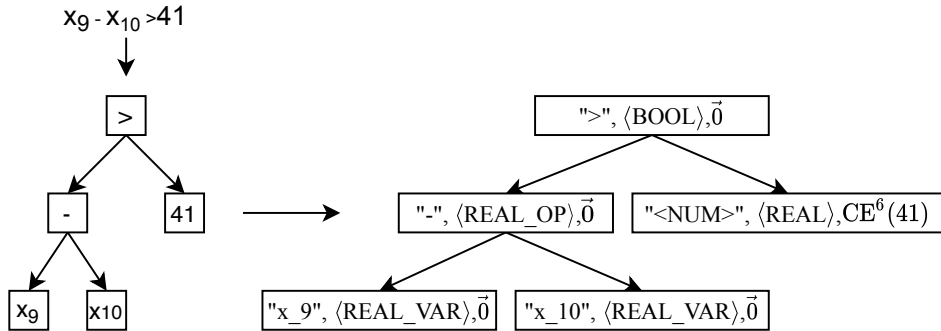 x₉ - x₁₀ >41
>
">", ⟨BOOL⟩,0⃗
-
41
"-", ⟨REAL_OP⟩,0⃗
"<NUM>", ⟨REAL⟩,CE⁶(41)
x₉
x10
"x_9", ⟨REAL_VAR⟩,0⃗
"x_10", ⟨REAL_VAR⟩,0⃗